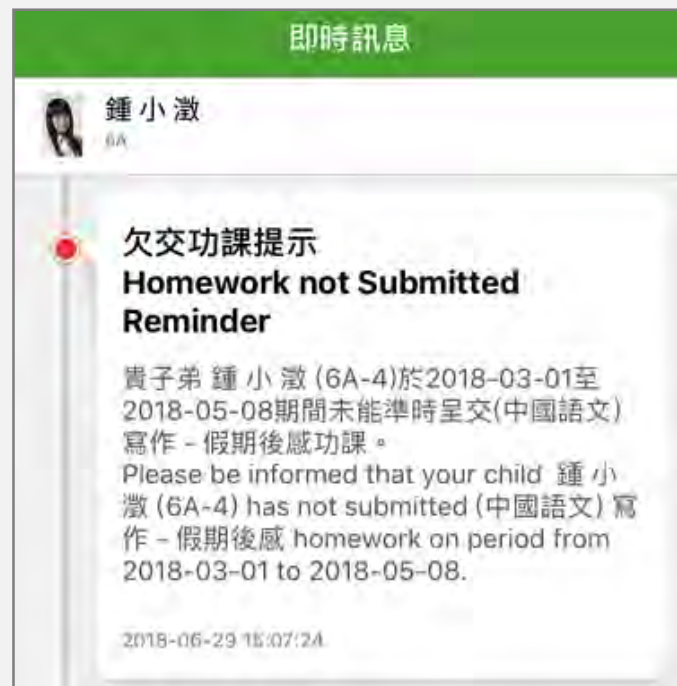 即時訊息
鍾 小 澂
6A
欠交功課提示
Homework not Submitted
Reminder
貴子弟 鍾 小 澂 (6A-4)於2018-03-01至
2018-05-08期間未能準時呈交(中國語文)
寫作 – 假期後感功課。
Please be informed that your child 鍾 小
澂 (6A-4) has not submitted (中國語文) 寫
作 – 假期後感 homework on period from
2018-03-01 to 2018-05-08.
2018-06-29 15:07:24